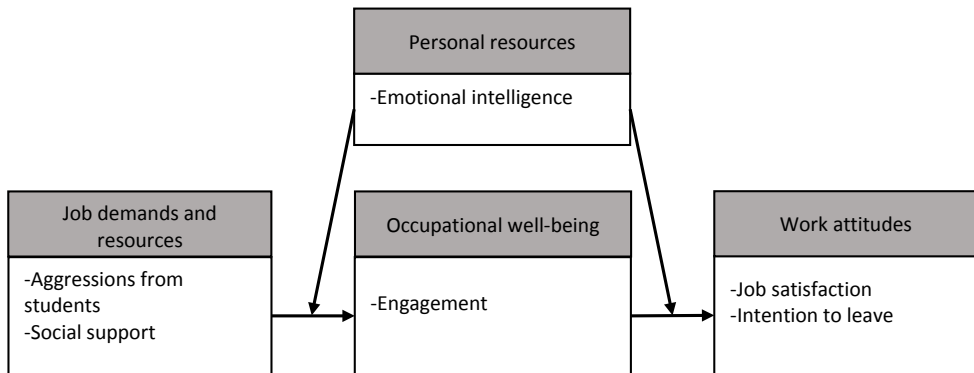 Personal resources
-Emotional intelligence
Job demands and
resources
-Aggressions from
students
-Social support
Occupational well-being
-Engagement
Work attitudes
-Job satisfaction
-Intention to leave